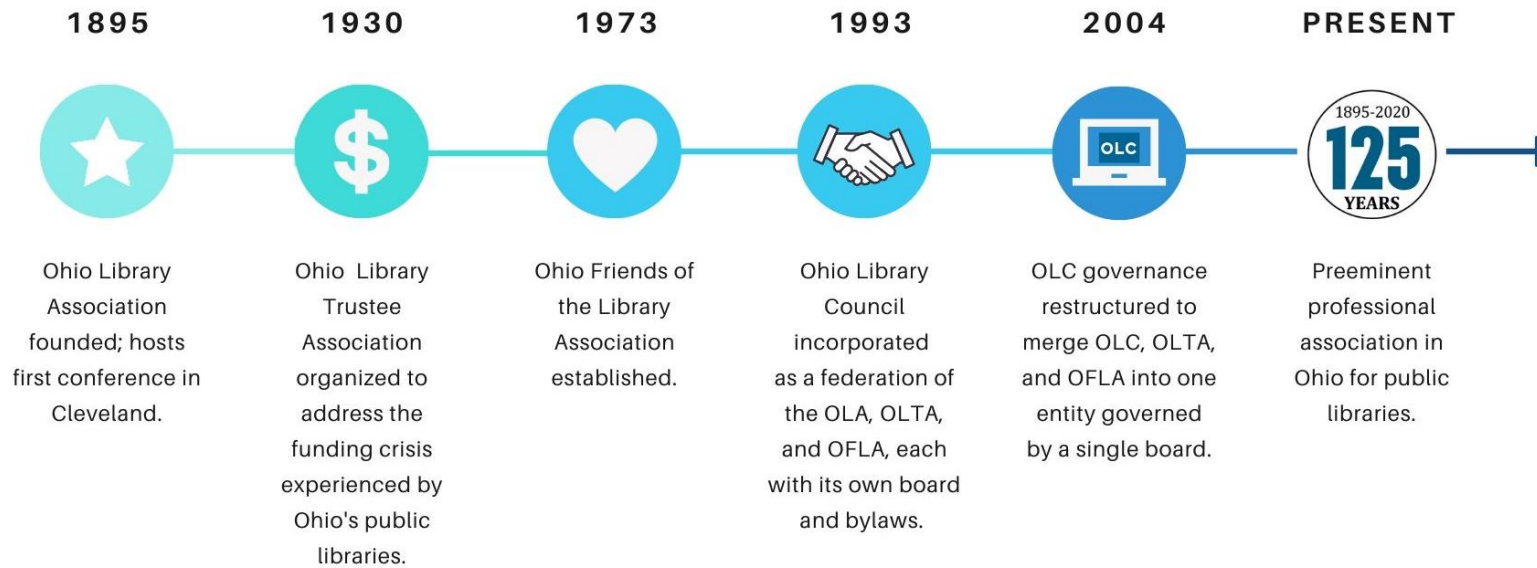 1895
Ohio Library
Association
founded; hosts
first conference in
Cleveland.
1930
$
Ohio Library
Trustee
Association
organized to
address the
funding crisis
experienced by
Ohio's public
libraries.
1973
Ohio Friends of
the Library
Association
established.
1993
Ohio Library
Council
incorporated
as a federation of
the OLA, OLTA,
and OFLA, each
with its own board
and bylaws.
2004
OLC
OLC governance
restructured to
merge OLC, OLTA,
and OFLA into one
entity governed
by a single board.
PRESENT
1895-2020
125
YEARS
Preeminent
professional
association in
Ohio for public
libraries.